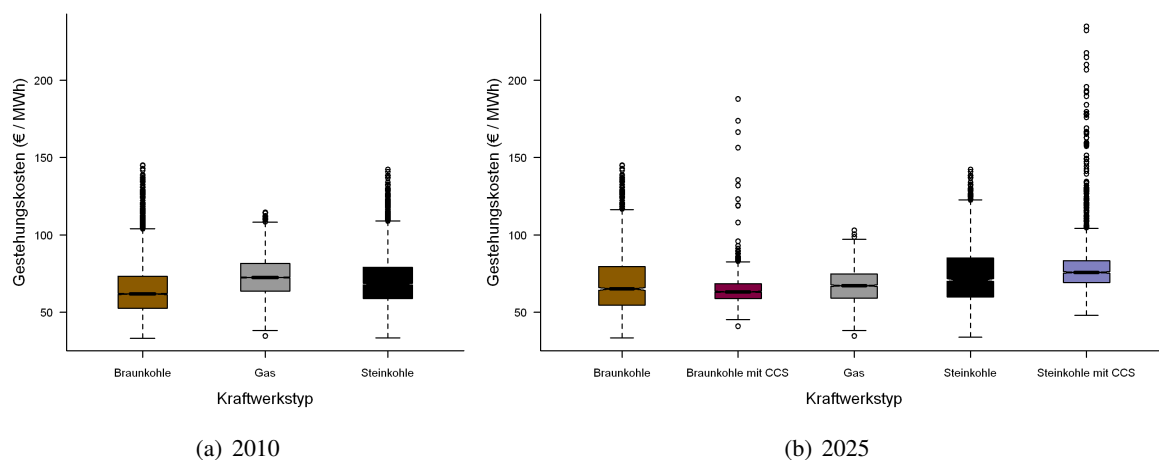 Gestehungskosten (€ / MWh)
200
150
100
50
Braunkohle
Gas
Steinkohle
Kraftwerkstyp
(a) 2010
Gestehungskosten (€ / MWh)
200
150
100
50
Braunkohle
Braunkohle mit CCS
Gas
Steinkohle
Steinkohle mit CCS
Kraftwerkstyp
(b) 2025